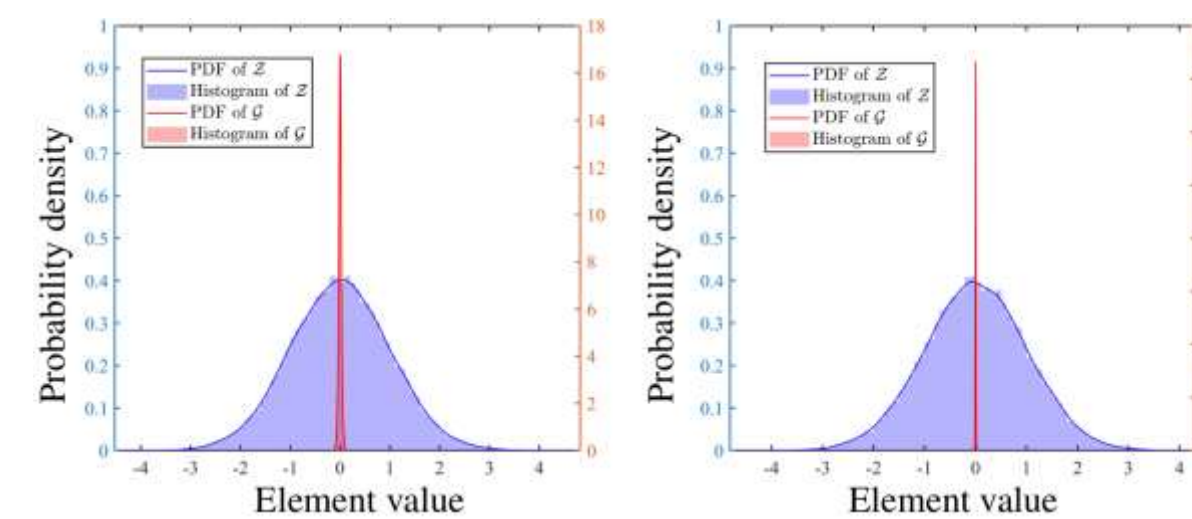 Probability density
1
0.9
0.8
0.7
0.6
0.5
0.4
0.3
0.2
0.1
0
18
16
14
12
10
8
6
4
2
0
PDF of 𝒵
Histogram of 𝒵
PDF of 𝒢
Histogram of 𝒢
-4 -3 -2 -1 0 1 2 3 4
Element value
Probability density
1
0.9
0.8
0.7
0.6
0.5
0.4
0.3
0.2
0.1
0
PDF of 𝒵
Histogram of 𝒵
PDF of 𝒢
Histogram of 𝒢
-4 -3 -2 -1 0 1 2 3 4
Element value